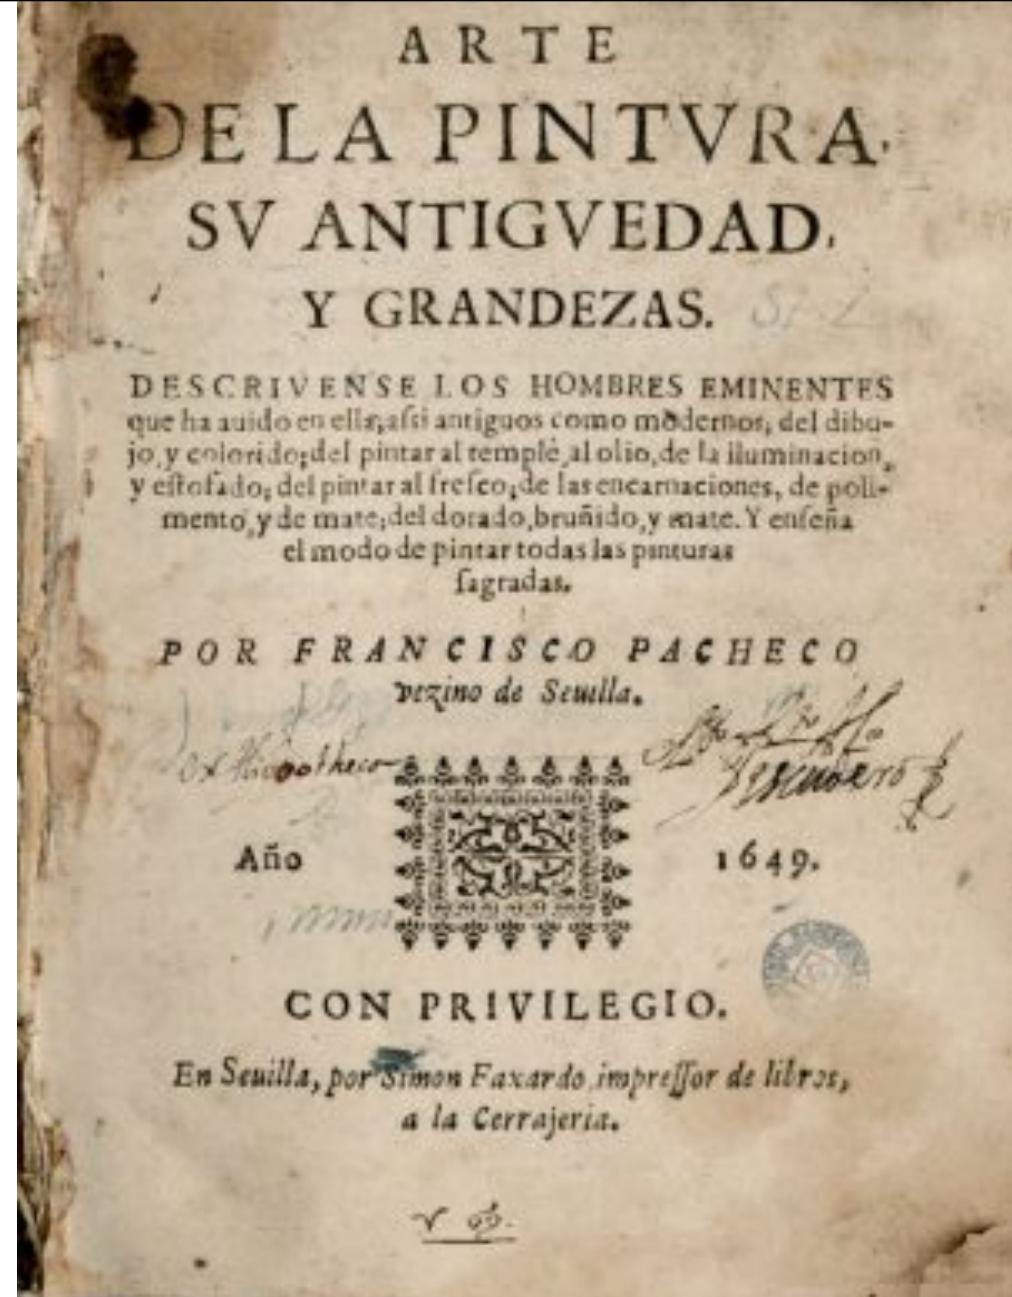 ARTE
DE LA PINTVRA,
SV ANTIGVEDAD,
Y GRANDEZAS.
DESCRIVENSE LOS HOMBRES EMINENTES
que ha auido en ella, aſsi antiguos como modernos; del dibu-
jo, y colorido; del pintar al temple, al olio, de la iluminacion,
y eſtofado; del pintar al freſco; de las encarnaciones, de poli-
mento, y de mate; del dorado, bruñido, y mate. Y enſeña
el modo de pintar todas las pinturas
ſagradas.
POR FRANCISCO PACHECO
vezino de Seuilla.
Año 1649.
CON PRIVILEGIO.
En Seuilla, por Simon Faxardo, impreſſor de libros,
a la Cerrajeria.